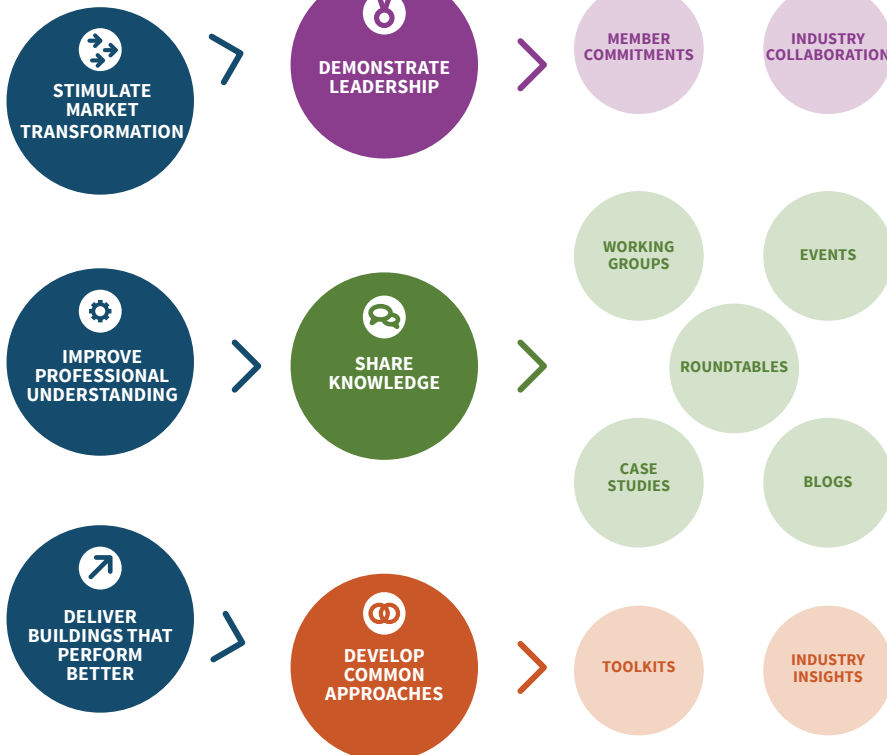 STIMULATE
MARKET
TRANSFORMATION
DEMONSTRATE
LEADERSHIP
MEMBER
COMMITMENTS
INDUSTRY
COLLABORATION
IMPROVE
PROFESSIONAL
UNDERSTANDING
SHARE
KNOWLEDGE
WORKING
GROUPS
EVENTS
ROUNDTABLES
CASE
STUDIES
BLOGS
DELIVER
BUILDINGS THAT
PERFORM
BETTER
DEVELOP
COMMON
APPROACHES
TOOLKITS
INDUSTRY
INSIGHTS